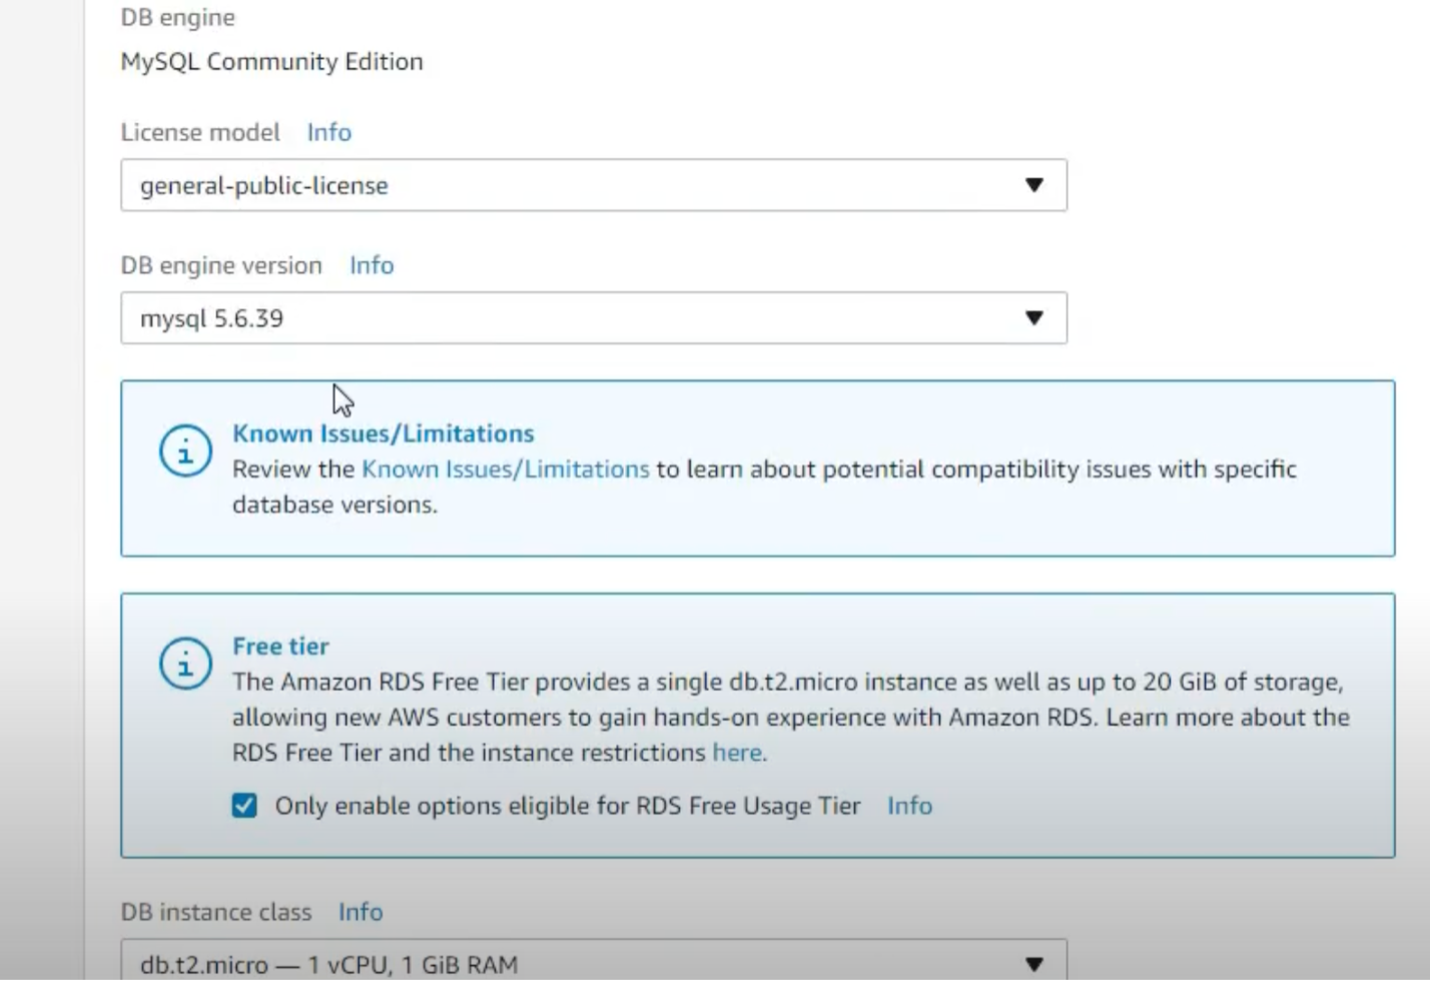 DB engine
MySQL Community Edition
License model Info
general-public-license
DB engine version Info
mysql 5.6.39
Known Issues/Limitations
Review the Known Issues/Limitations to learn about potential compatibility issues with specific
database versions.
Free tier
The Amazon RDS Free Tier provides a single db.t2.micro instance as well as up to 20 GiB of storage,
allowing new AWS customers to gain hands-on experience with Amazon RDS. Learn more about the
RDS Free Tier and the instance restrictions here.
Only enable options eligible for RDS Free Usage Tier Info
DB instance class Info
db.t2.micro — 1 vCPU, 1 GiB RAM